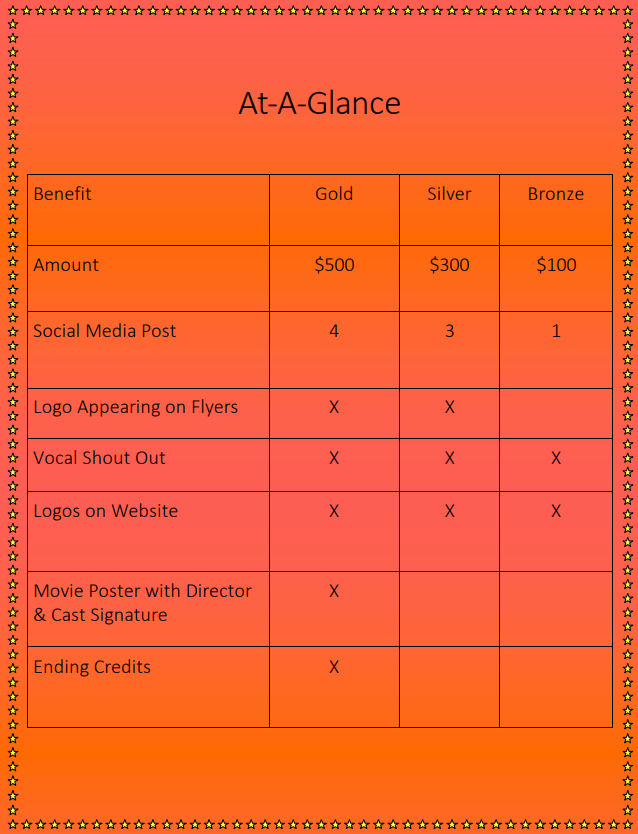 At-A-Glance
Benefit Gold Silver Bronze
Amount $500 $300 $100
Social Media Post 4 3 1
Logo Appearing on Flyers X X
Vocal Shout Out X X X
Logos on Website X X X
Movie Poster with Director X
& Cast Signature
Ending Credits X